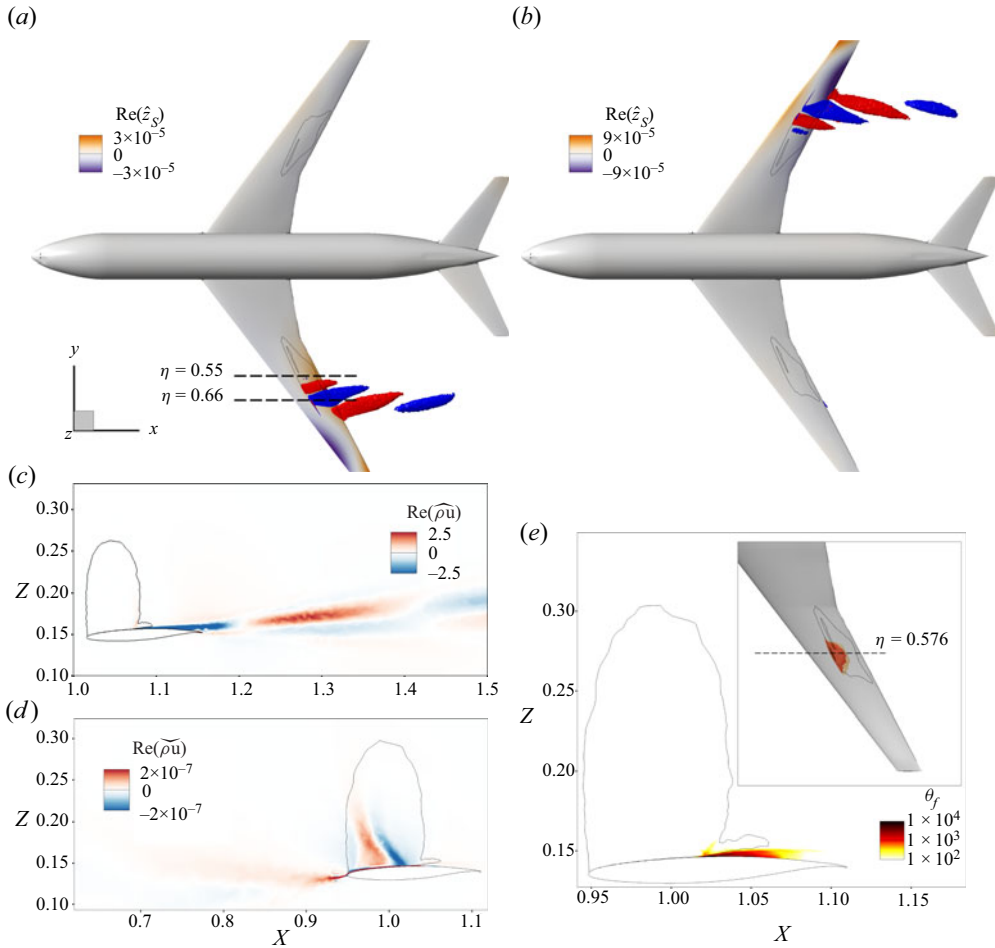 (a)
(b)
Re(ẑ_S)
3×10⁻⁵
0
–3×10⁻⁵
Re(ẑ_S)
9×10⁻⁵
0
–9×10⁻⁵
η = 0.55
η = 0.66
y
z
x
(c)
0.30
0.25
Z 0.20
0.15
0.10
Re(ρ̂u)
2.5
0
–2.5
1.0 1.1 1.2 1.3 1.4 1.5
(d)
0.30
0.25
Z 0.20
0.15
0.10
Re(ρ̃u)
2×10⁻⁷
0
–2×10⁻⁷
0.7 0.8 0.9 1.0 1.1
X
(e)
0.30
0.25
Z
0.20
0.15
η = 0.576
θ_f
1 × 10⁴
1 × 10³
1 × 10²
0.95 1.00 1.05 1.10 1.15
X